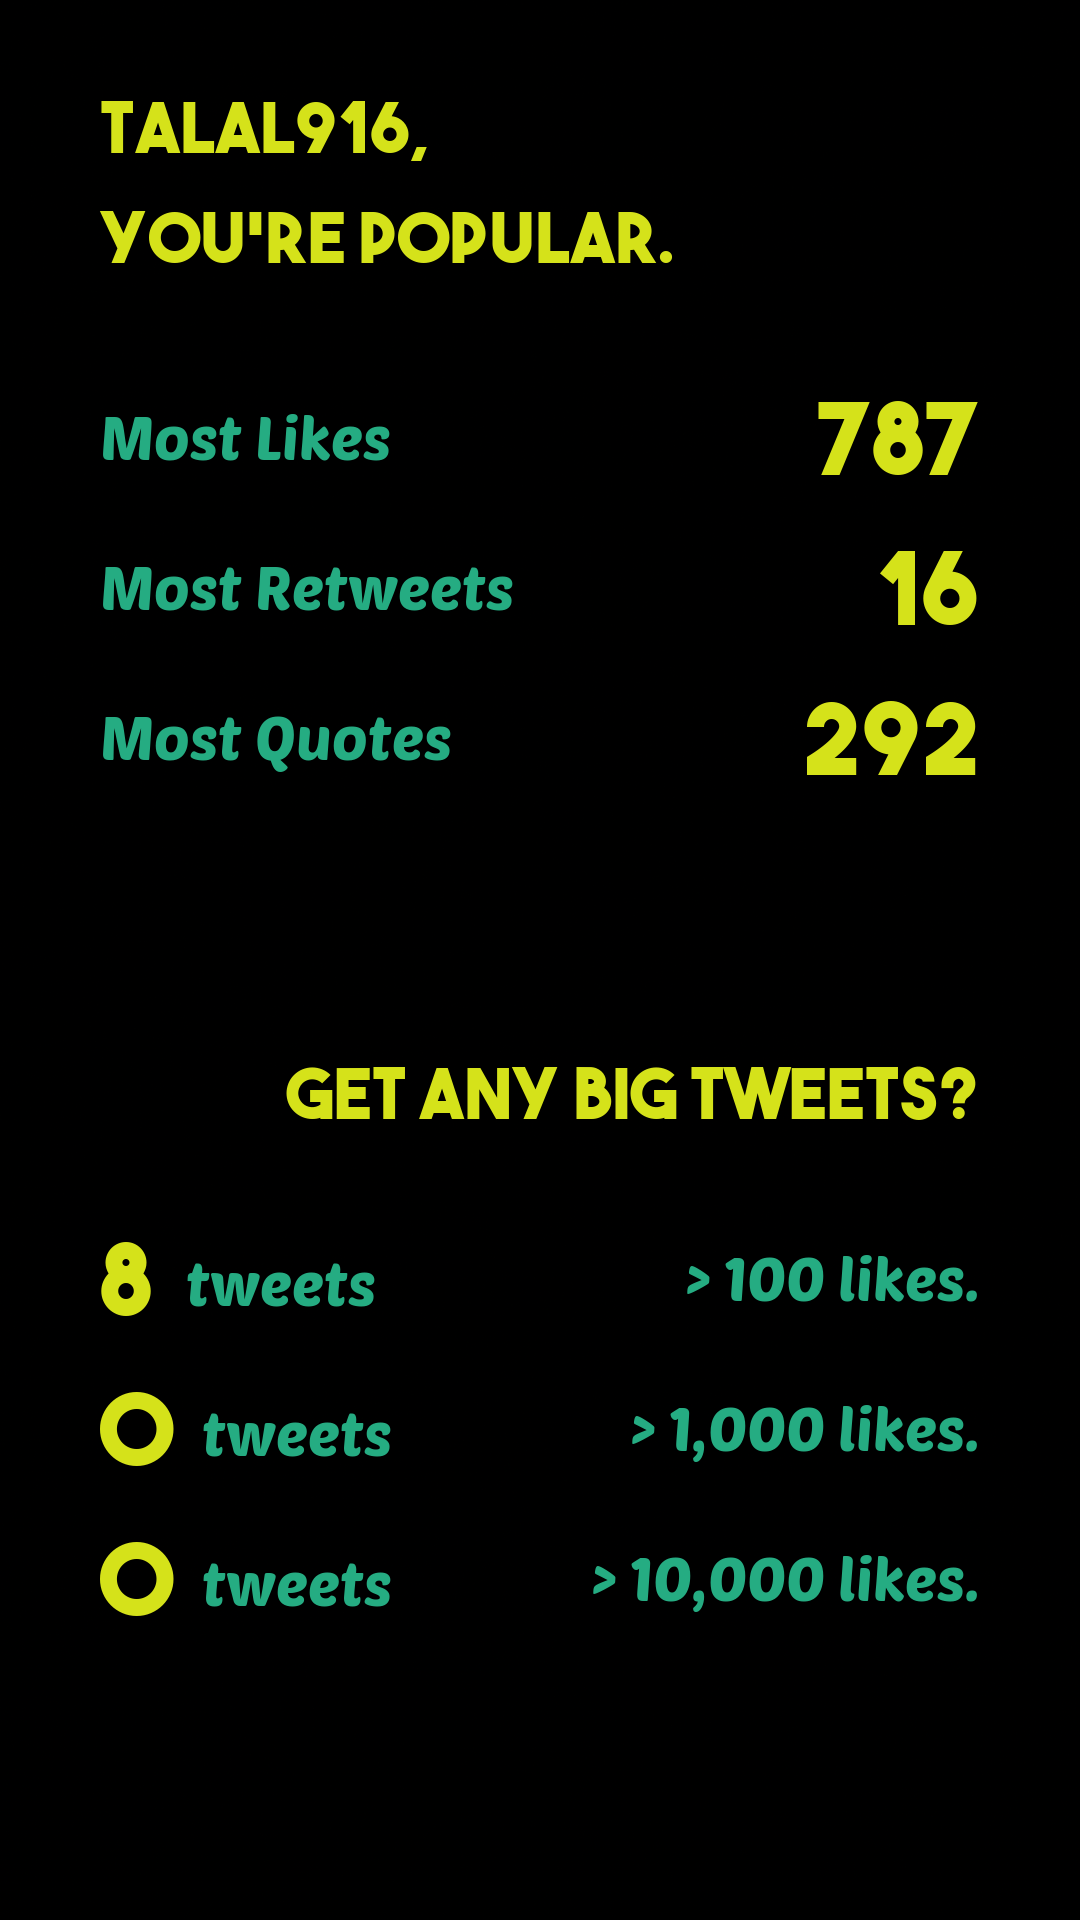 TALAL916,
YOU'RE POPULAR.
Most Likes 787
Most Retweets 16
Most Quotes 292
GET ANY BIG TWEETS?
8 tweets > 100 likes.
0 tweets > 1,000 likes.
0 tweets > 10,000 likes.